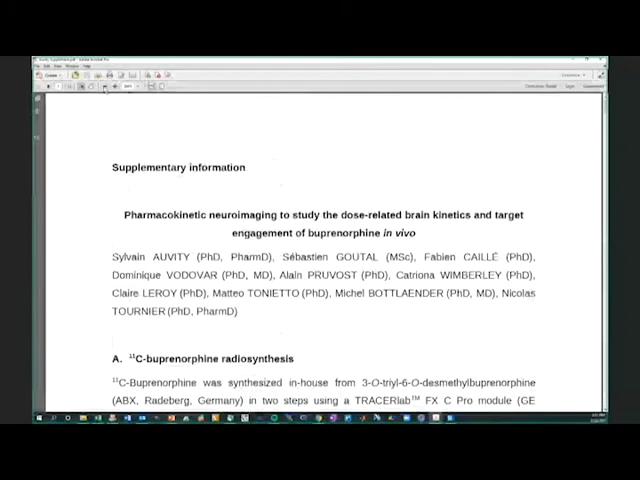 Supplementary information
Pharmacokinetic neuroimaging to study the dose-related brain kinetics and target
engagement of buprenorphine in vivo
Sylvain AUVITY (PhD, PharmD), Sébastien GOUTAL (MSc), Fabien CAILLÉ (PhD),
Dominique VODOVAR (PhD, MD), Alain PRUVOST (PhD), Catriona WIMBERLEY (PhD),
Claire LEROY (PhD), Matteo TONIETTO (PhD), Michel BOTTLAENDER (PhD, MD), Nicolas
TOURNIER (PhD, PharmD)
A. ¹¹C-buprenorphine radiosynthesis
¹¹C-Buprenorphine was synthesized in-house from 3-O-triyl-6-O-desmethylbuprenorphine
(ABX, Radeberg, Germany) in two steps using a TRACERlab™ FX C Pro module (GE